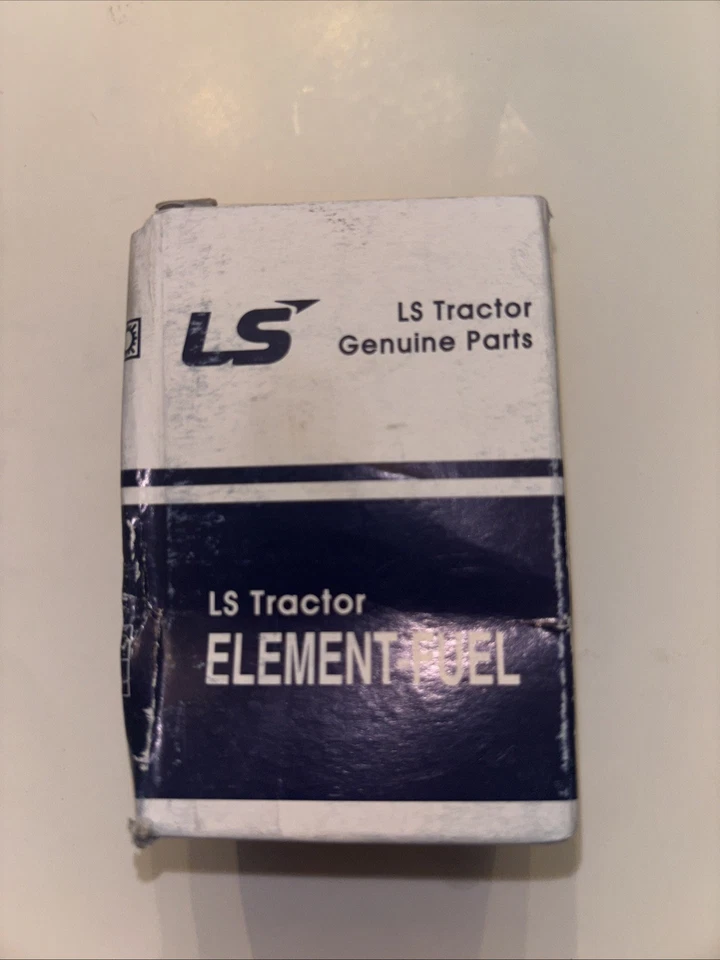 LS
LS Tractor
Genuine Parts
LS Tractor
ELEMENT-FUEL